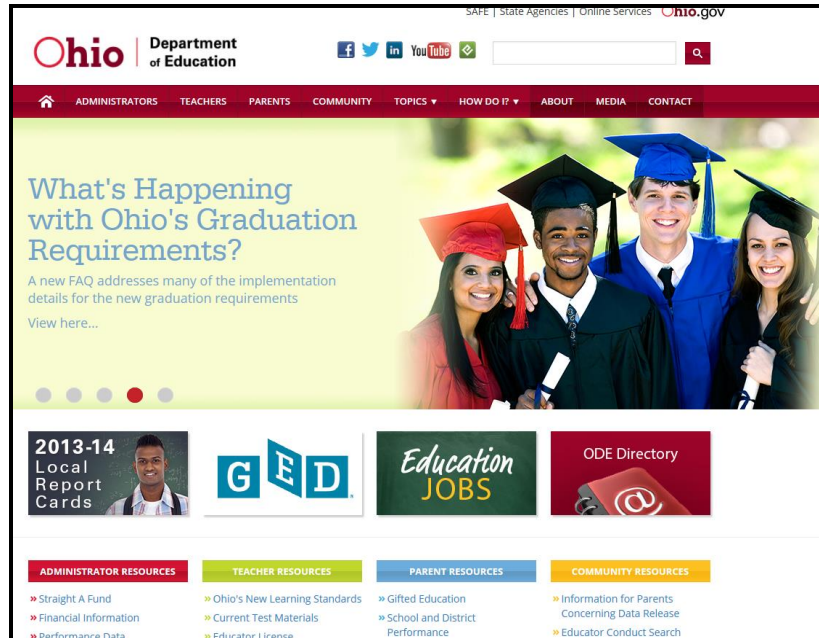 SAFE | State Agencies | Online Services Ohio.gov
Ohio Department of Education
f in You Tube
ADMINISTRATORS TEACHERS PARENTS COMMUNITY TOPICS ▼ HOW DO I? ▼ ABOUT MEDIA CONTACT
What's Happening
with Ohio's Graduation
Requirements?
A new FAQ addresses many of the implementation
details for the new graduation requirements
View here...
2013-14
Local
Report
Cards
GED
Education
JOBS
ODE Directory
@
ADMINISTRATOR RESOURCES
» Straight A Fund
» Financial Information
» Performance Data
TEACHER RESOURCES
» Ohio's New Learning Standards
» Current Test Materials
» Educator License
PARENT RESOURCES
» Gifted Education
» School and District
Performance
COMMUNITY RESOURCES
» Information for Parents
Concerning Data Release
» Educator Conduct Search